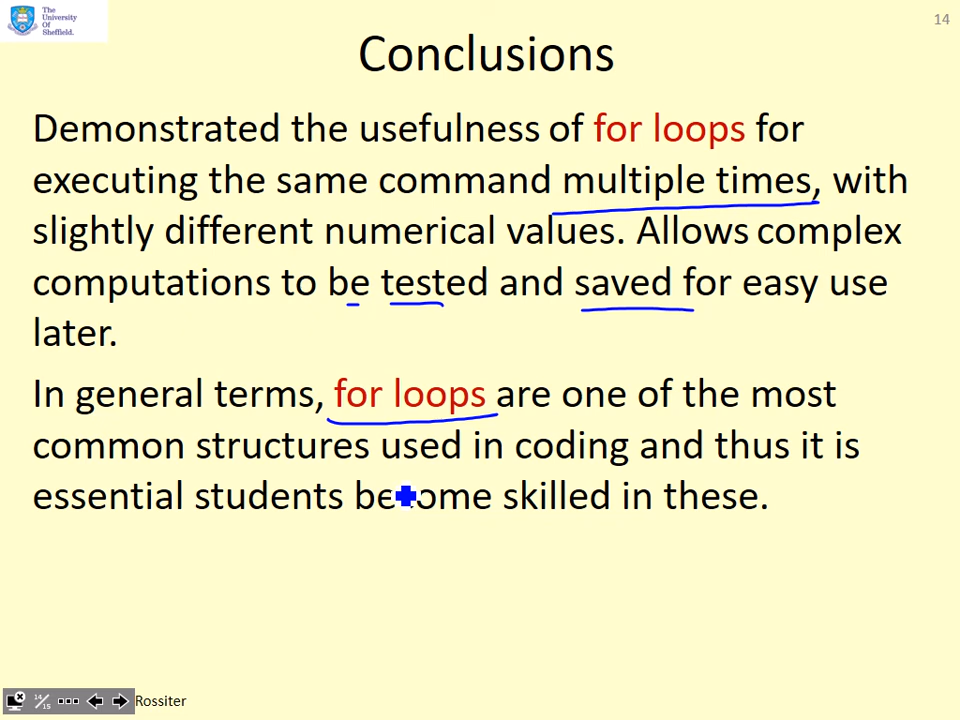 The
University
Of
Sheffield.
14
Conclusions
Demonstrated the usefulness of for loops for
executing the same command multiple times, with
slightly different numerical values. Allows complex
computations to be tested and saved for easy use
later.
In general terms, for loops are one of the most
common structures used in coding and thus it is
essential students become skilled in these.
14/15
Rossiter